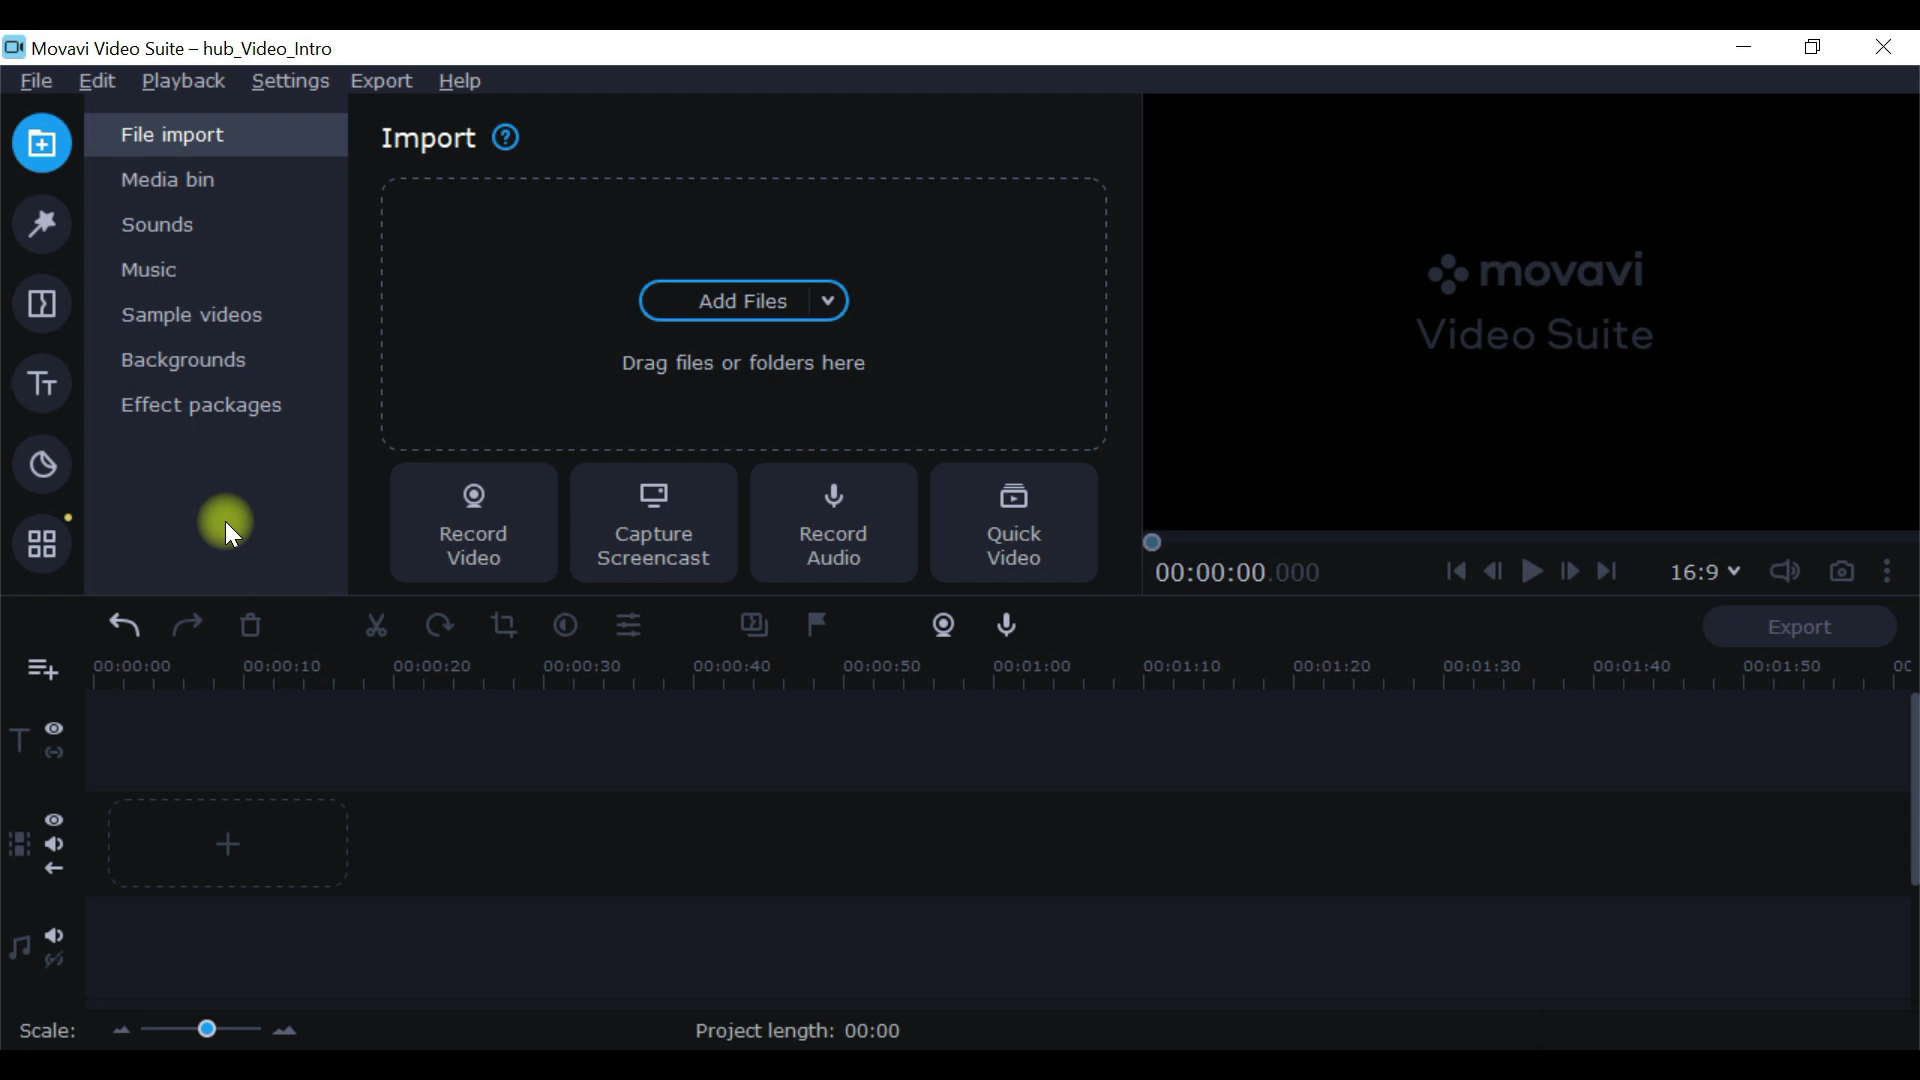 Movavi Video Suite – hub_Video_Intro
File Edit Playback Settings Export Help
File import
Media bin
Sounds
Music
Sample videos
Backgrounds
Effect packages
Import ?
Add Files
Drag files or folders here
Record
Video
Capture
Screencast
Record
Audio
Quick
Video
movavi
Video Suite
00:00:00.000
16:9
Export
00:00:00 00:00:10 00:00:20 00:00:30 00:00:40 00:00:50 00:01:00 00:01:10 00:01:20 00:01:30 00:01:40 00:01:50
Scale:
Project length: 00:00